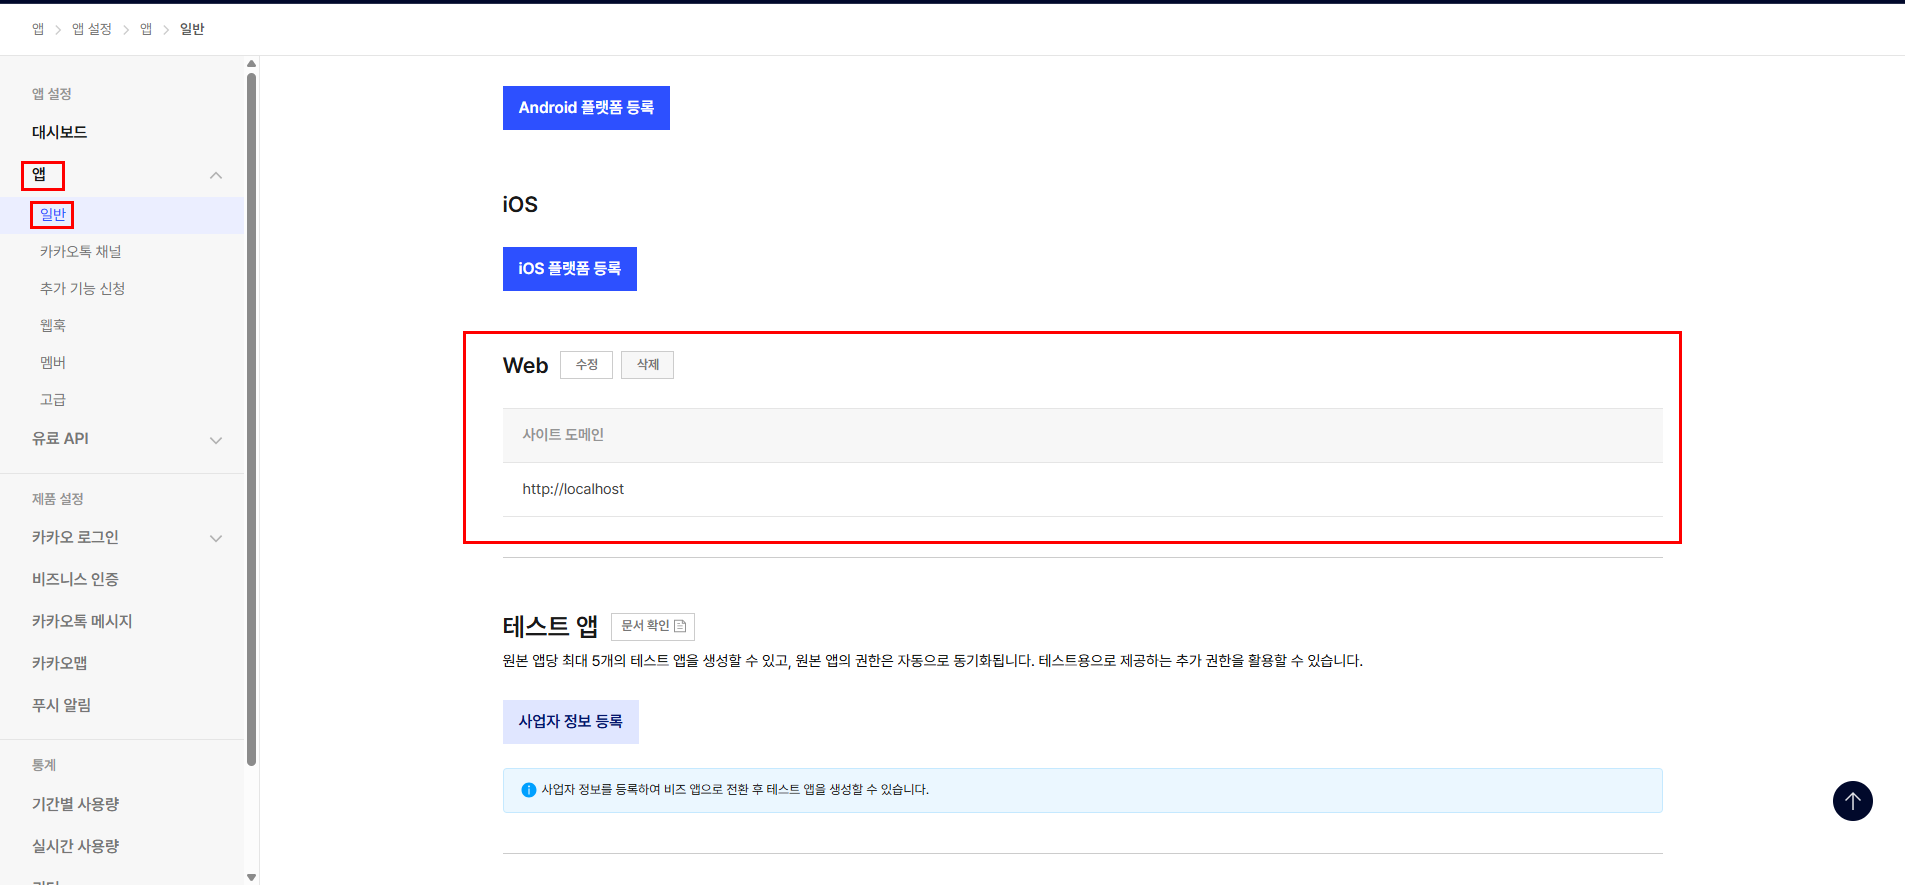 앱 > 앱 설정 > 앱 > 일반
앱 설정
대시보드
앱
일반
카카오톡 채널
추가 기능 신청
웹훅
멤버
고급
유료 API
제품 설정
카카오 로그인
비즈니스 인증
카카오톡 메시지
카카오맵
푸시 알림
통계
기간별 사용량
실시간 사용량
Android 플랫폼 등록
iOS
iOS 플랫폼 등록
Web 수정 삭제
사이트 도메인
http://localhost
테스트 앱 문서 확인
원본 앱당 최대 5개의 테스트 앱을 생성할 수 있고, 원본 앱의 권한은 자동으로 동기화됩니다. 테스트용으로 제공하는 추가 권한을 활용할 수 있습니다.
사업자 정보 등록
사업자 정보를 등록하여 비즈 앱으로 전환 후 테스트 앱을 생성할 수 있습니다.